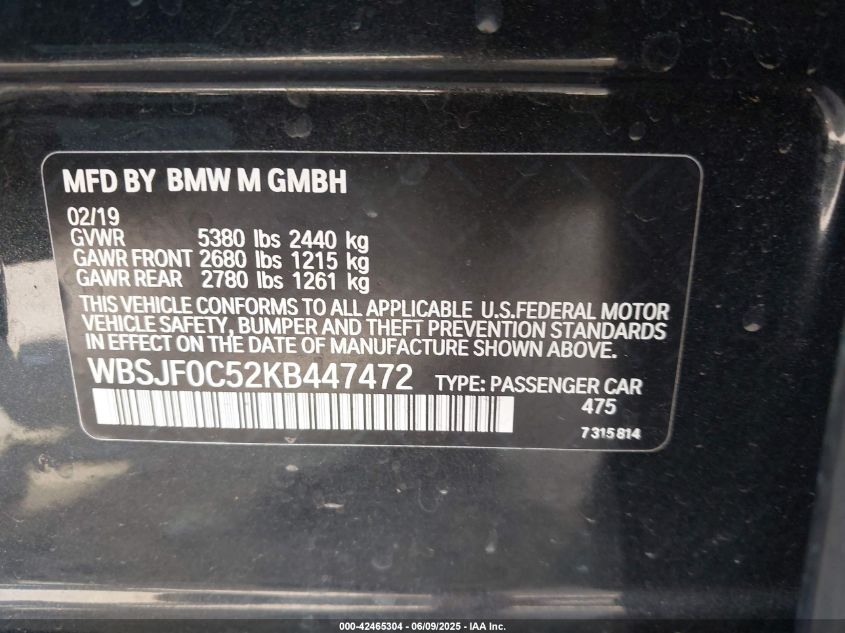 MFD BY BMW M GMBH
02/19
GVWR 5380 lbs 2440 kg
GAWR FRONT 2680 lbs 1215 kg
GAWR REAR 2780 lbs 1261 kg
THIS VEHICLE CONFORMS TO ALL APPLICABLE U.S.FEDERAL MOTOR
VEHICLE SAFETY, BUMPER AND THEFT PREVENTION STANDARDS
IN EFFECT ON THE DATE OF MANUFACTURE SHOWN ABOVE.
WBSJF0C52KB447472 TYPE: PASSENGER CAR
475
7315814
000-42465304 - 06/09/2025 - IAA Inc.